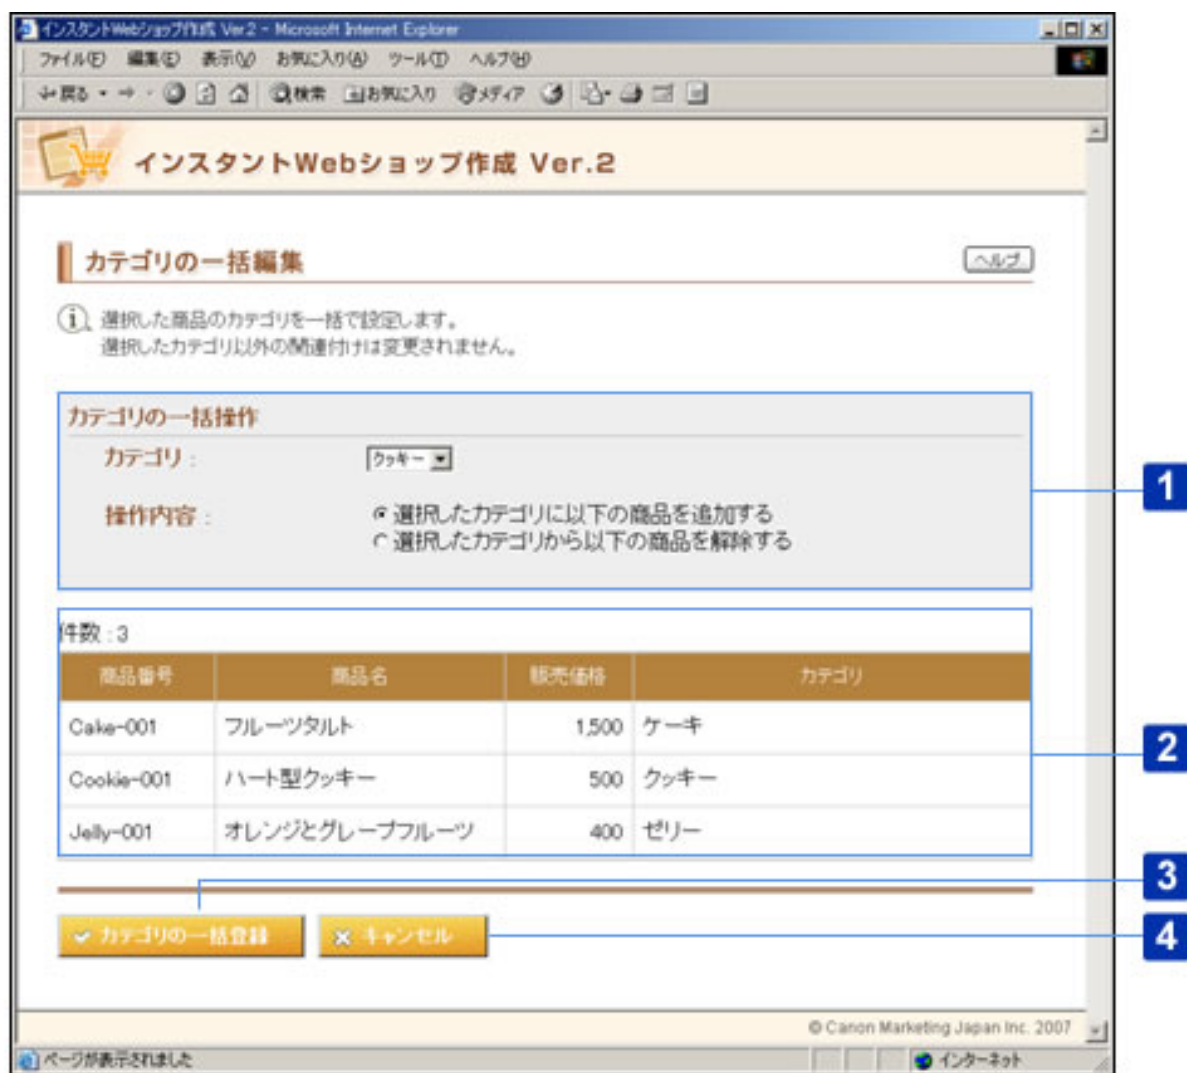 インスタントWebショップ作成 Ver.2 - Microsoft Internet Explorer
ファイル(F) 編集(E) 表示(V) お気に入り(A) ツール(T) ヘルプ(H)
戻る 検索 お気に入り メディア
インスタントWebショップ作成 Ver.2
カテゴリの一括編集 ヘルプ
選択した商品のカテゴリを一括で設定します。
選択したカテゴリ以外の関連付けは変更されません。
カテゴリの一括操作
カテゴリ : クッキー
1
操作内容 : 選択したカテゴリに以下の商品を追加する
選択したカテゴリから以下の商品を解除する
件数 : 3
商品番号 商品名 販売価格 カテゴリ
Cake-001 フルーツタルト 1,500 ケーキ
2
Cookie-001 ハート型クッキー 500 クッキー
Jelly-001 オレンジとグレープフルーツ 400 ゼリー
3
カテゴリの一括登録 キャンセル 4
© Canon Marketing Japan Inc. 2007
ページが表示されました インターネット